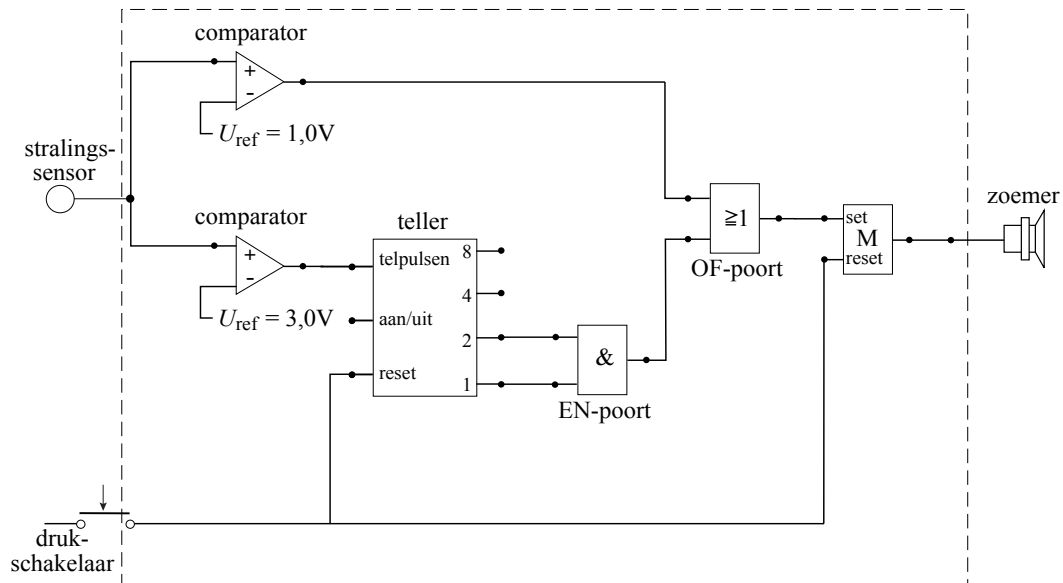 comparator
+
-
U_ref = 1,0V
stralings-
sensor
comparator
+
-
U_ref = 3,0V
teller
telpulsen
8
4
aan/uit
2
reset
1
&
EN-poort
≧1
OF-poort
set
M
reset
zoemer
druk-
schakelaar